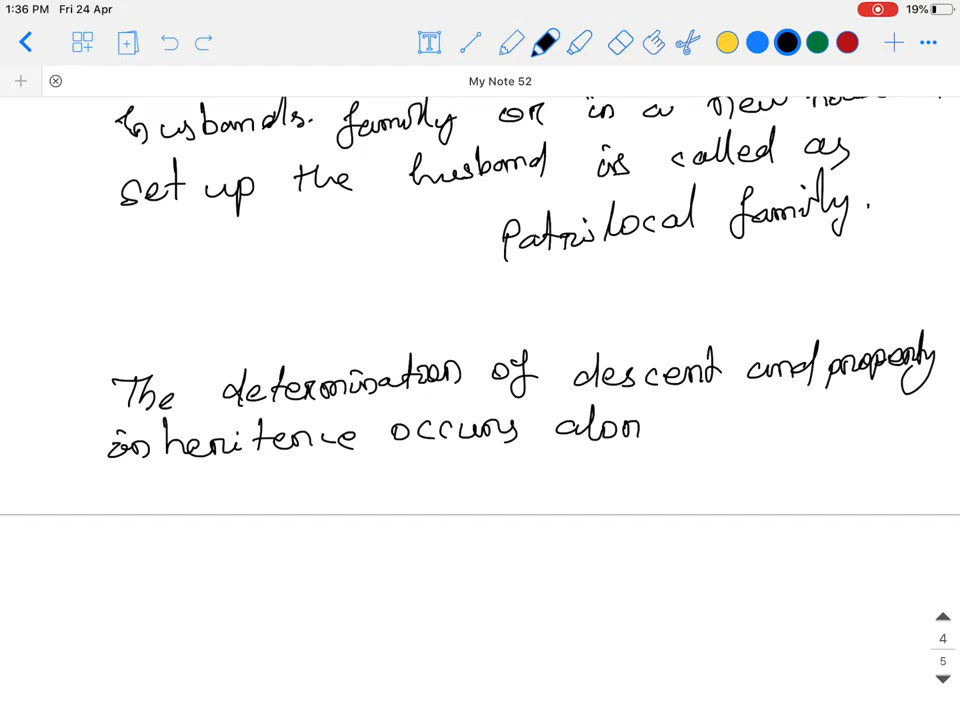 1:36 PM Fri 24 Apr
19%
T
My Note 52
husbands. family or in a new
set up the husband is called as
Patrilocal family.
The determination of descent and property
inheritence occurs alon
4
5